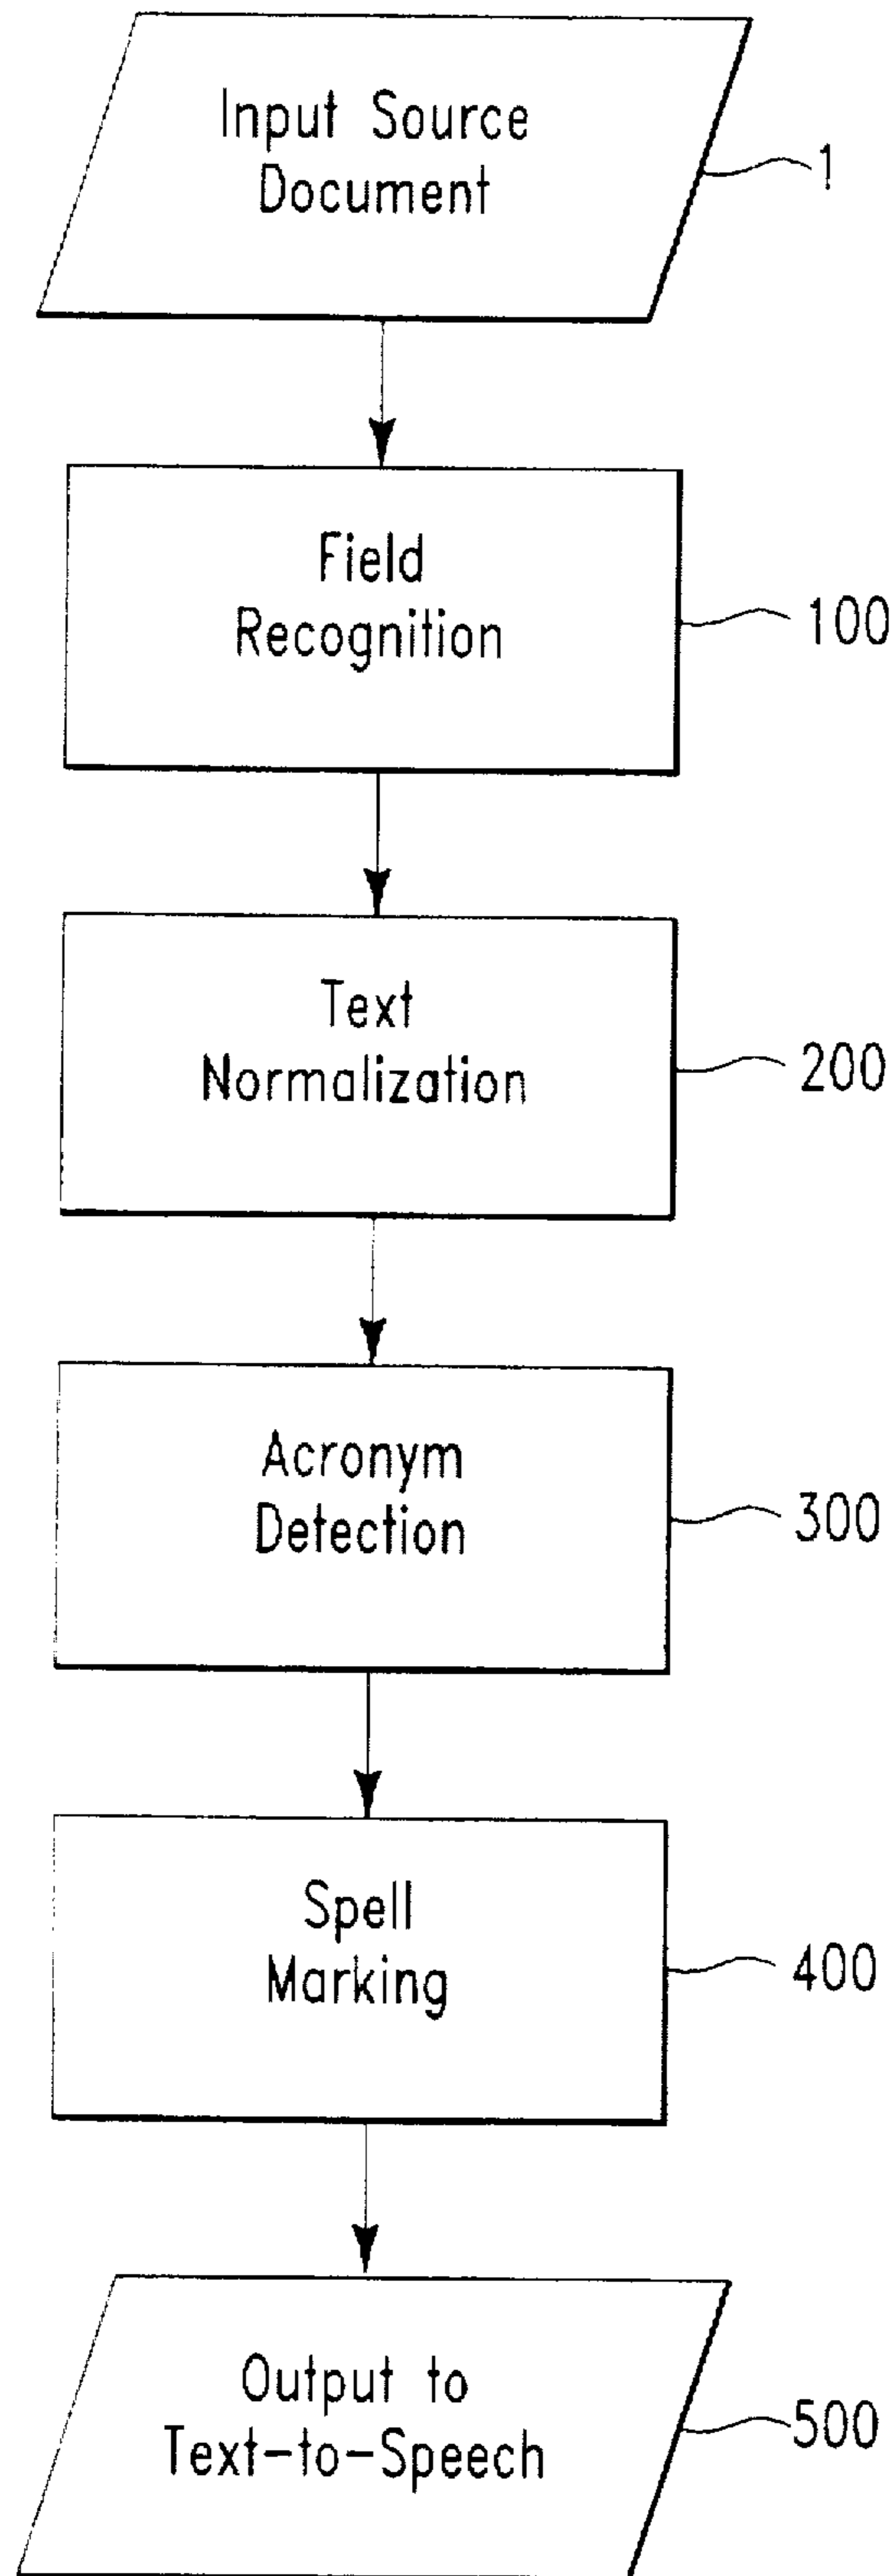 Input Source
Document
1
Field
Recognition
100
Text
Normalization
200
Acronym
Detection
300
Spell
Marking
400
Output to
Text-to-Speech
500